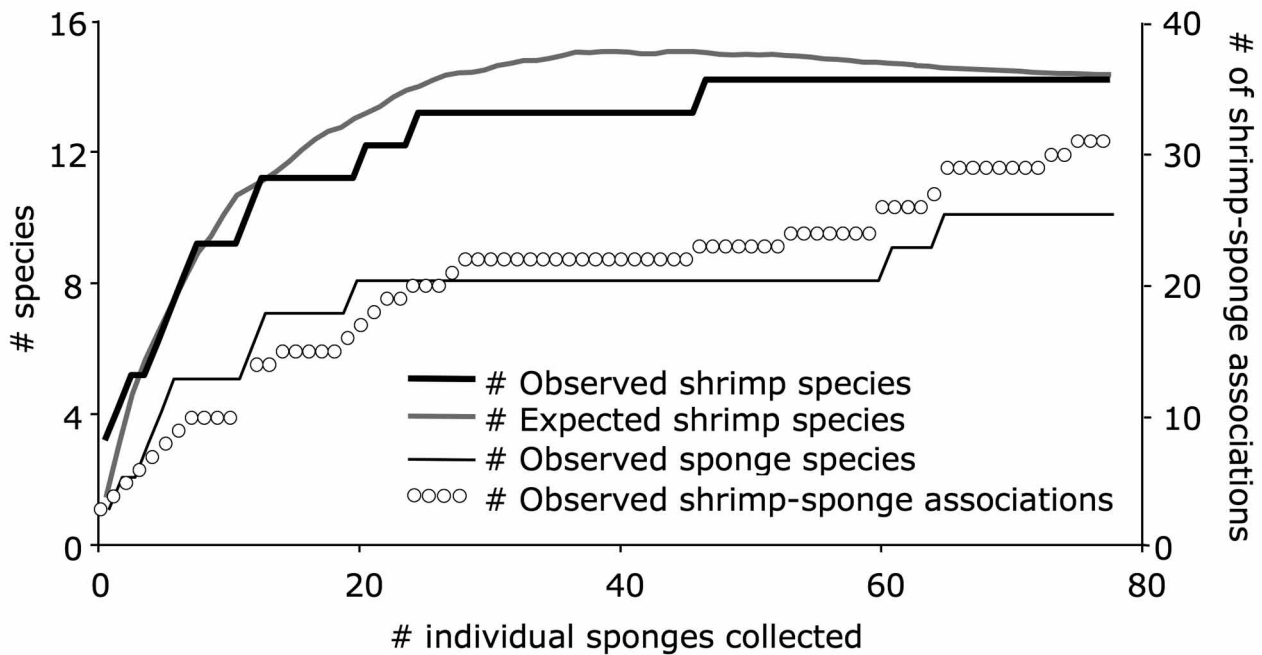 16
12
8
4
0
# species
40
30
20
10
0
# of shrimp-sponge associations
# Observed shrimp species
# Expected shrimp species
# Observed sponge species
# Observed shrimp-sponge associations
0 20 40 60 80
# individual sponges collected